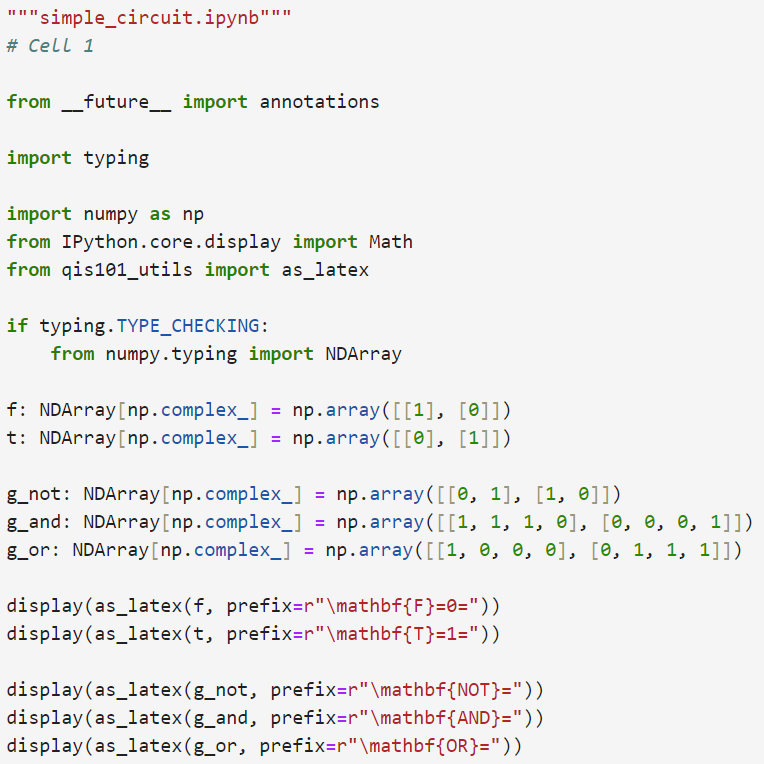 """simple_circuit.ipynb"""
# Cell 1
from __future__ import annotations
import typing
import numpy as np
from IPython.core.display import Math
from qis101_utils import as_latex
if typing.TYPE_CHECKING:
    from numpy.typing import NDArray
f: NDArray[np.complex_] = np.array([[1], [0]])
t: NDArray[np.complex_] = np.array([[0], [1]])
g_not: NDArray[np.complex_] = np.array([[0, 1], [1, 0]])
g_and: NDArray[np.complex_] = np.array([[1, 1, 1, 0], [0, 0, 0, 1]])
g_or: NDArray[np.complex_] = np.array([[1, 0, 0, 0], [0, 1, 1, 1]])
display(as_latex(f, prefix=r"\mathbf{F}=0="))
display(as_latex(t, prefix=r"\mathbf{T}=1="))
display(as_latex(g_not, prefix=r"\mathbf{NOT}="))
display(as_latex(g_and, prefix=r"\mathbf{AND}="))
display(as_latex(g_or, prefix=r"\mathbf{OR}="))